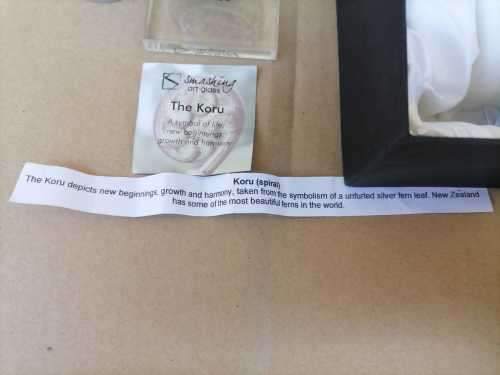 smashing
art glass
The Koru
A symbol of life,
new beginnings,
growth and harmony
Koru (spiral)
The Koru depicts new beginnings, growth and harmony, taken from the symbolism of a unfurled silver fern leaf. New Zealand
has some of the most beautiful ferns in the world.